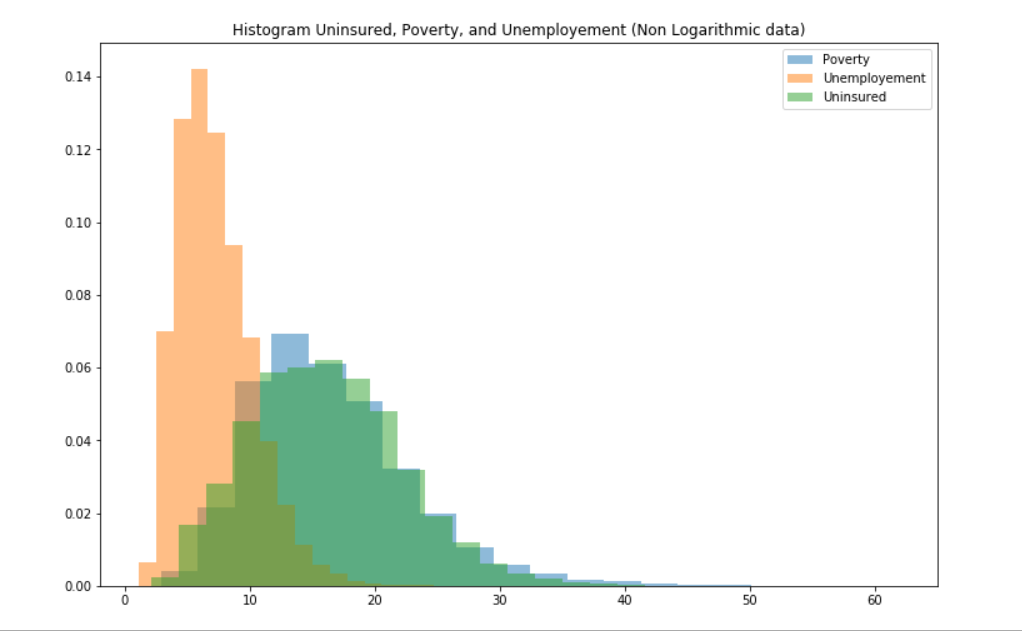 Histogram Uninsured, Poverty, and Unemployement (Non Logarithmic data)
Poverty
Unemployement
Uninsured
0.14
0.12
0.10
0.08
0.06
0.04
0.02
0.00
0 10 20 30 40 50 60